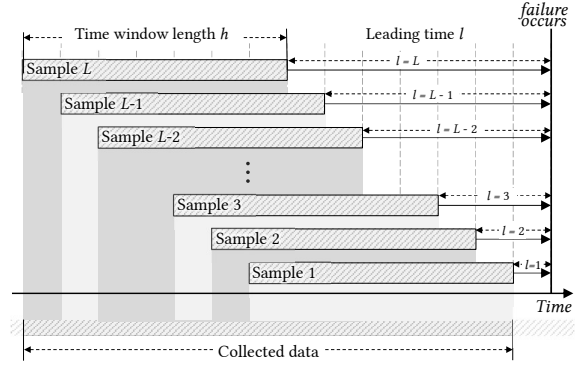 failure
occurs
Time window length h
Leading time l
Sample L
l = L
Sample L-1
l = L - 1
Sample L-2
l = L - 2
Sample 3
l = 3
Sample 2
l = 2
Sample 1
l=1
Time
Collected data